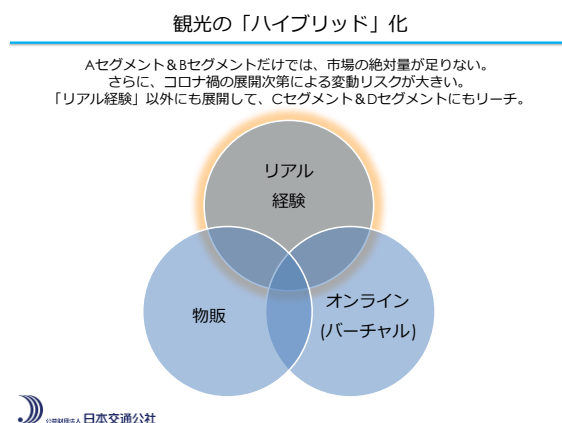 観光の「ハイブリッド」化
Aセグメント＆Bセグメントだけでは、市場の絶対量が足りない。
さらに、コロナ禍の展開次第による変動リスクが大きい。
「リアル経験」以外にも展開して、Cセグメント＆Dセグメントにもリーチ。
リアル
経験
物販
オンライン
(バーチャル)
公益財団法人 日本交通公社